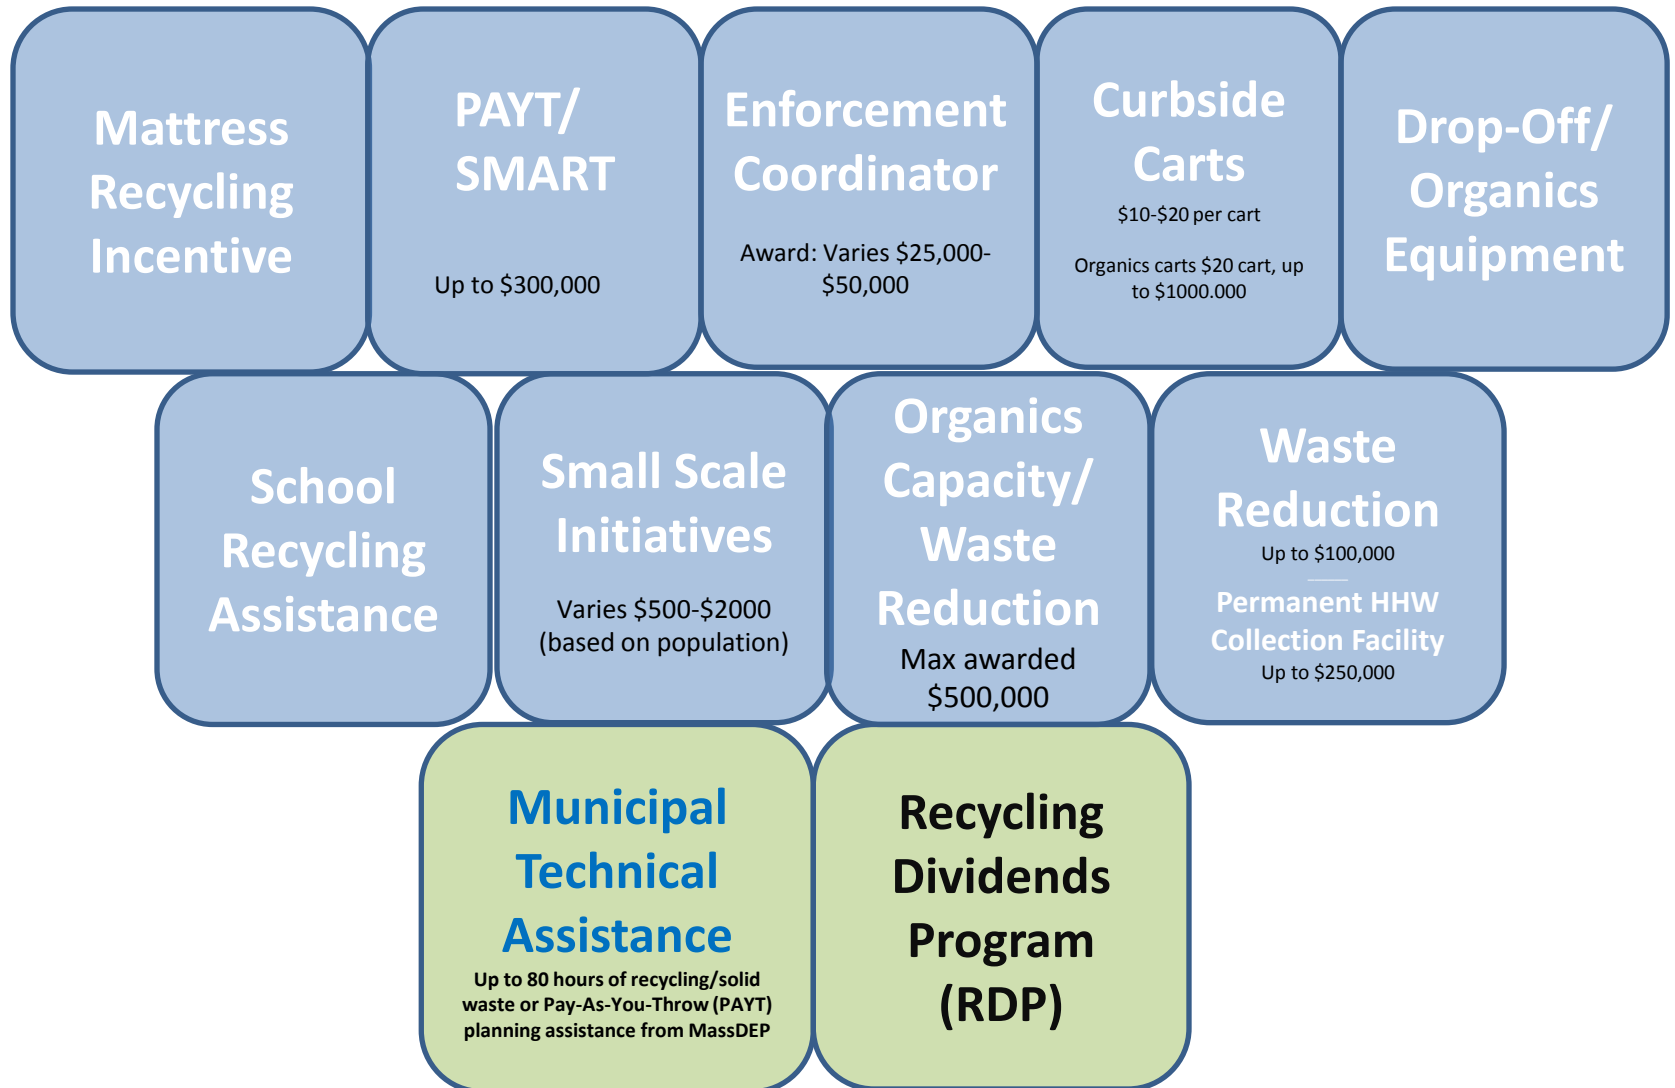 Mattress
Recycling
Incentive
PAYT/
SMART
Up to $300,000
Enforcement
Coordinator
Award: Varies $25,000-
$50,000
Curbside
Carts
$10-$20 per cart
Organics carts $20 cart, up
to $1000.000
Drop-Off/
Organics
Equipment
School
Recycling
Assistance
Small Scale
Initiatives
Varies $500-$2000
(based on population)
Organics
Capacity/
Waste
Reduction
Max awarded
$500,000
Waste
Reduction
Up to $100,000
Permanent HHW
Collection Facility
Up to $250,000
Municipal
Technical
Assistance
Up to 80 hours of recycling/solid
waste or Pay-As-You-Throw (PAYT)
planning assistance from MassDEP
Recycling
Dividends
Program
(RDP)